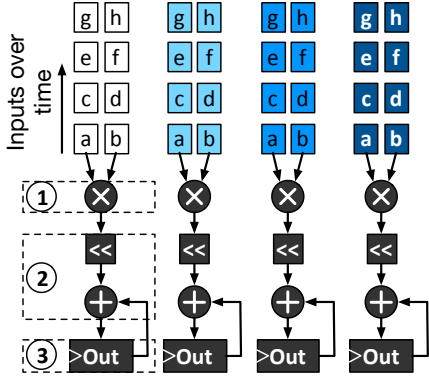 g h g h g h g h
e f e f e f e f
c d c d c d c d
a b a b a b a b
Inputs over
time
1 × × × ×
<< << << <<
2 + + + +
3 >Out >Out >Out >Out